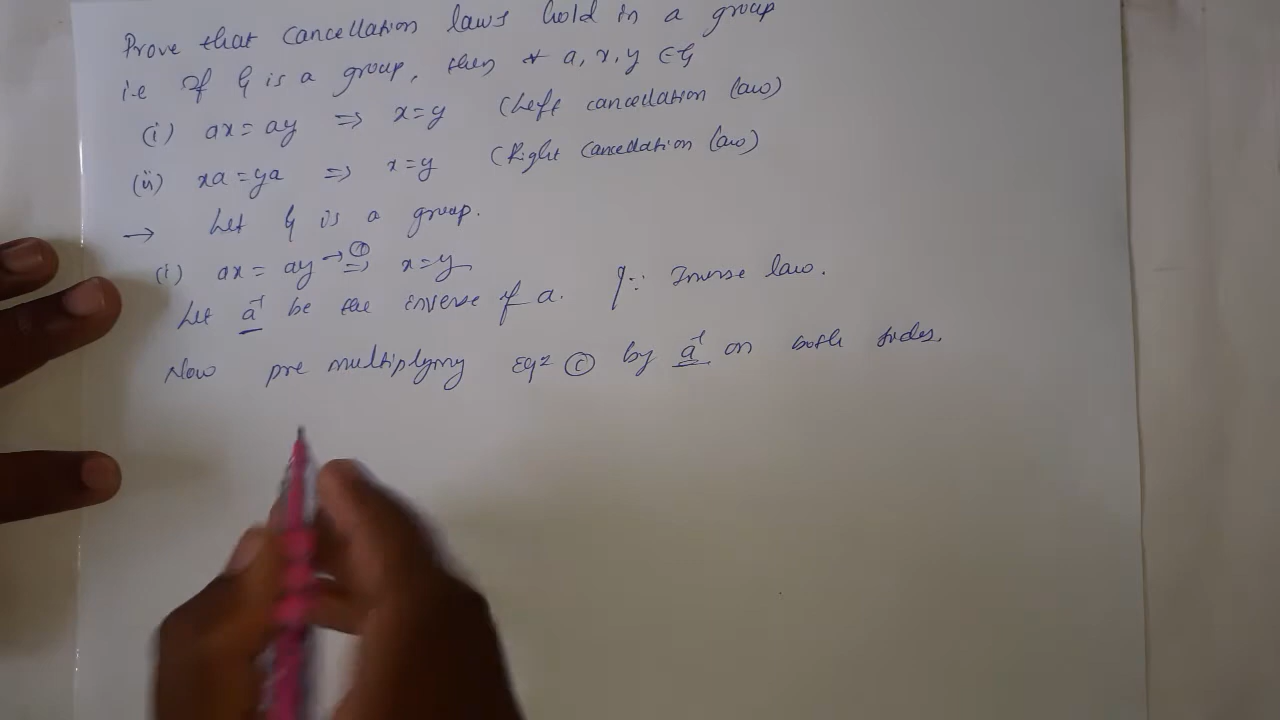 Prove that cancellation laws hold in a group
i.e If G is a group, then ∀ a, x, y ∈ G
(i) ax = ay ⇒ x = y (Left cancellation law)
(ii) xa = ya ⇒ x = y (Right cancellation law)
→ Let G is a group.
(i) ax = ay → ① ⇒ x = y
Let a⁻¹ be the inverse of a. ∵ Inverse law.
Now pre multiplying Eqn ① by a⁻¹ on both sides.